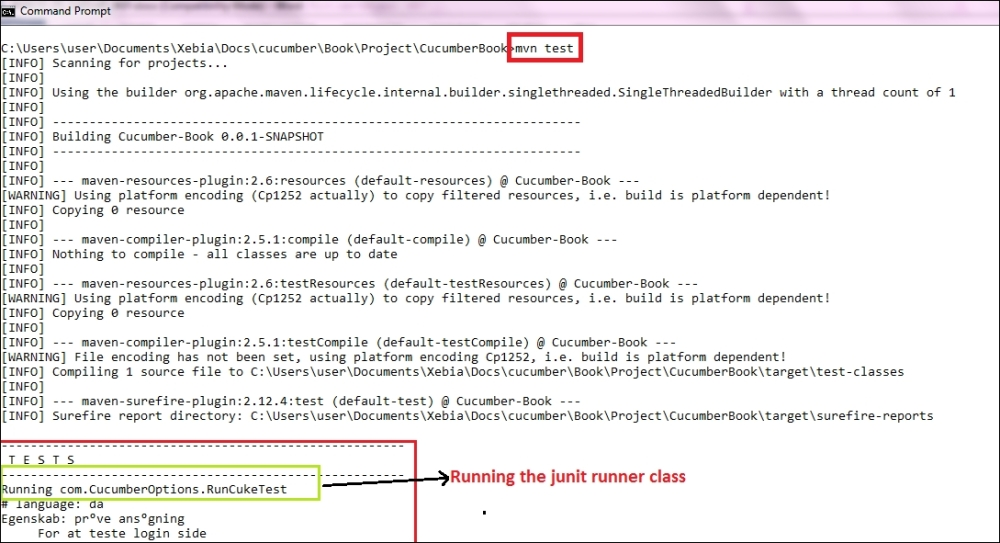 Command Prompt
C:\Users\user\Documents\Xebia\Docs\cucumber\Book\Project\CucumberBook>mvn test
[INFO] Scanning for projects...
[INFO]
[INFO] Using the builder org.apache.maven.lifecycle.internal.builder.singlethreaded.SingleThreadedBuilder with a thread count of 1
[INFO]
[INFO] ------------------------------------------------------------------------
[INFO] Building Cucumber-Book 0.0.1-SNAPSHOT
[INFO] ------------------------------------------------------------------------
[INFO]
[INFO] --- maven-resources-plugin:2.6:resources (default-resources) @ Cucumber-Book ---
[WARNING] Using platform encoding (Cp1252 actually) to copy filtered resources, i.e. build is platform dependent!
[INFO] Copying 0 resource
[INFO]
[INFO] --- maven-compiler-plugin:2.5.1:compile (default-compile) @ Cucumber-Book ---
[INFO] Nothing to compile - all classes are up to date
[INFO]
[INFO] --- maven-resources-plugin:2.6:testResources (default-testResources) @ Cucumber-Book ---
[WARNING] Using platform encoding (Cp1252 actually) to copy filtered resources, i.e. build is platform dependent!
[INFO] Copying 0 resource
[INFO]
[INFO] --- maven-compiler-plugin:2.5.1:testCompile (default-testCompile) @ Cucumber-Book ---
[WARNING] File encoding has not been set, using platform encoding Cp1252, i.e. build is platform dependent!
[INFO] Compiling 1 source file to C:\Users\user\Documents\Xebia\Docs\cucumber\Book\Project\CucumberBook\target\test-classes
[INFO]
[INFO] --- maven-surefire-plugin:2.12.4:test (default-test) @ Cucumber-Book ---
[INFO] Surefire report directory: C:\Users\user\Documents\Xebia\Docs\cucumber\Book\Project\CucumberBook\target\surefire-reports
-------------------------------------------------------
T E S T S
-------------------------------------------------------
Running com.CucumberOptions.RunCukeTest
Running the junit runner class
# language: da
Egenskab: prºve ansºgning
For at teste login side